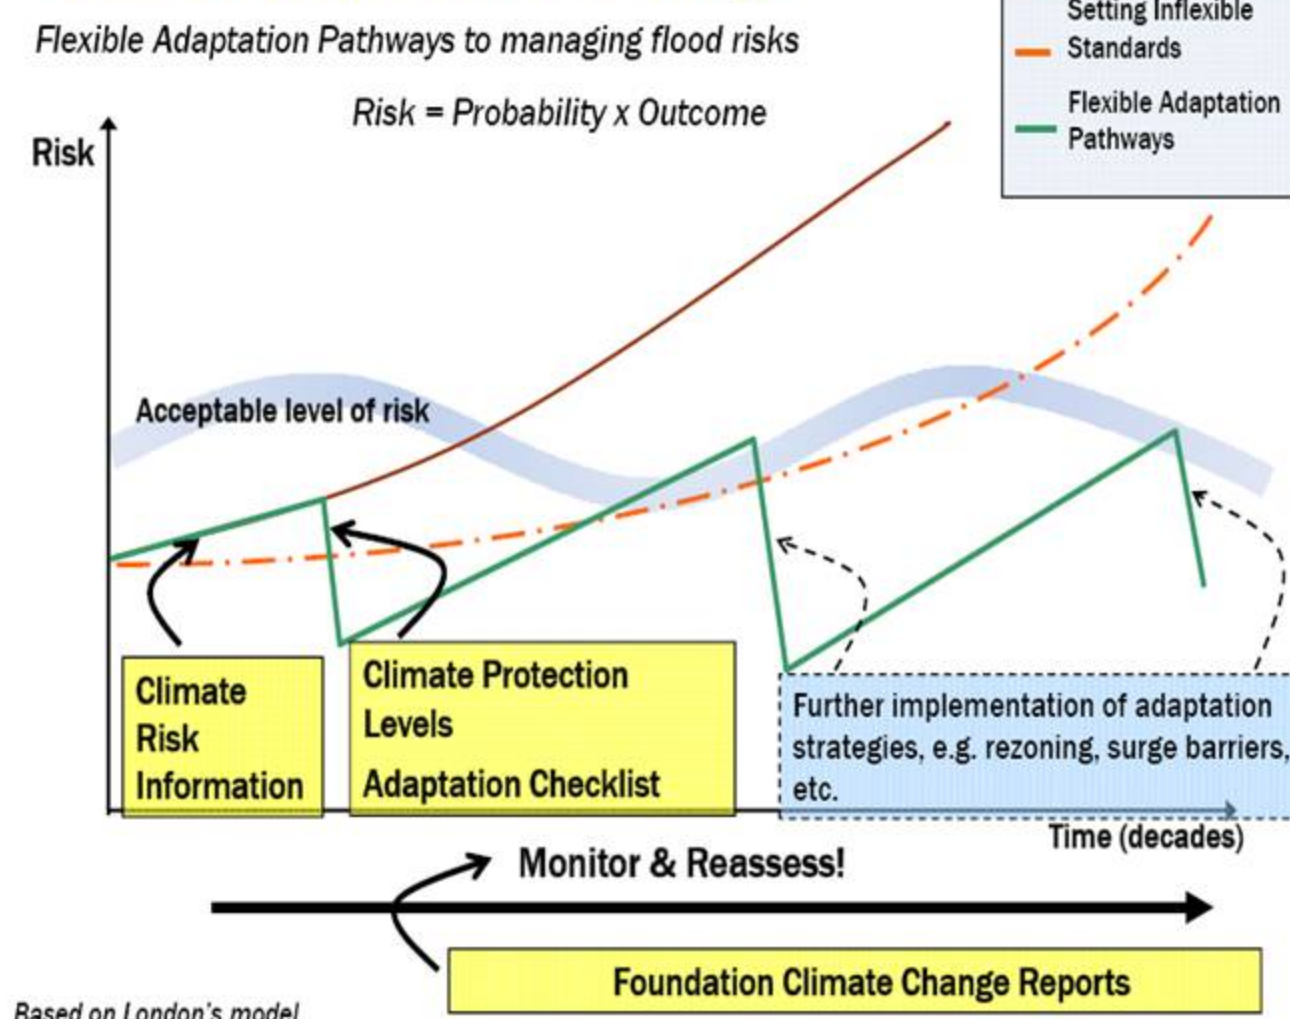 Flexible Adaptation Pathways to managing flood risks
Setting Inflexible
Standards
Flexible Adaptation
Pathways
Risk = Probability x Outcome
Risk
Acceptable level of risk
Climate
Risk
Information
Climate Protection
Levels
Adaptation Checklist
Further implementation of adaptation
strategies, e.g. rezoning, surge barriers,
etc.
Time (decades)
Monitor & Reassess!
Foundation Climate Change Reports
Based on London's model